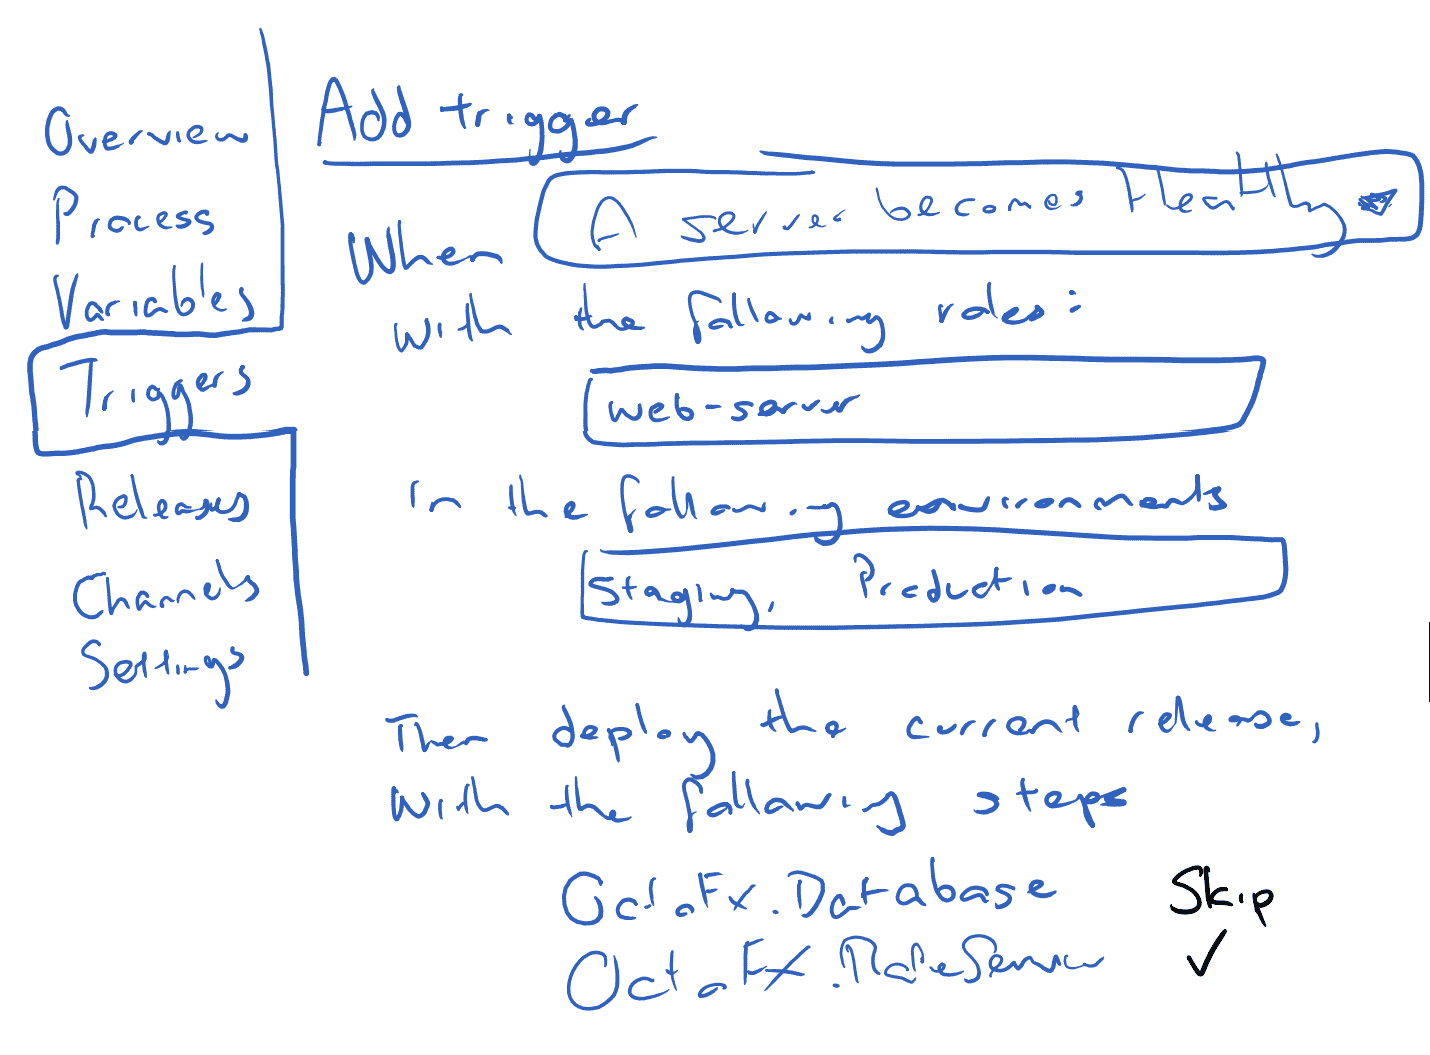 Overview
Process
Variables
Triggers
Releases
Channels
Settings
Add trigger
When A server becomes Healthy
with the following roles:
web-server
in the following environments
Staging, Production
Then deploy the current release,
with the following steps
OctoFX.Database Skip
OctoFX.RateService ✓